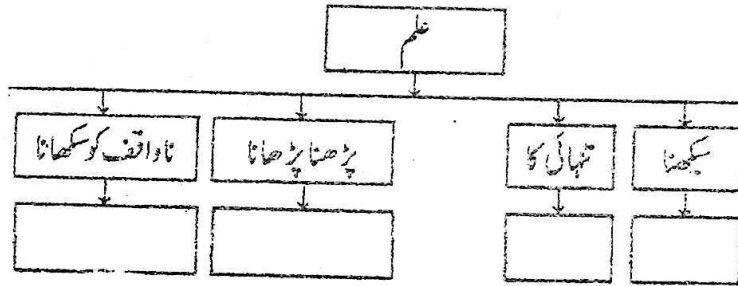 علم
سیکھنا
تنہائی کا
پڑھنا پڑھانا
ناواقف کو سکھانا